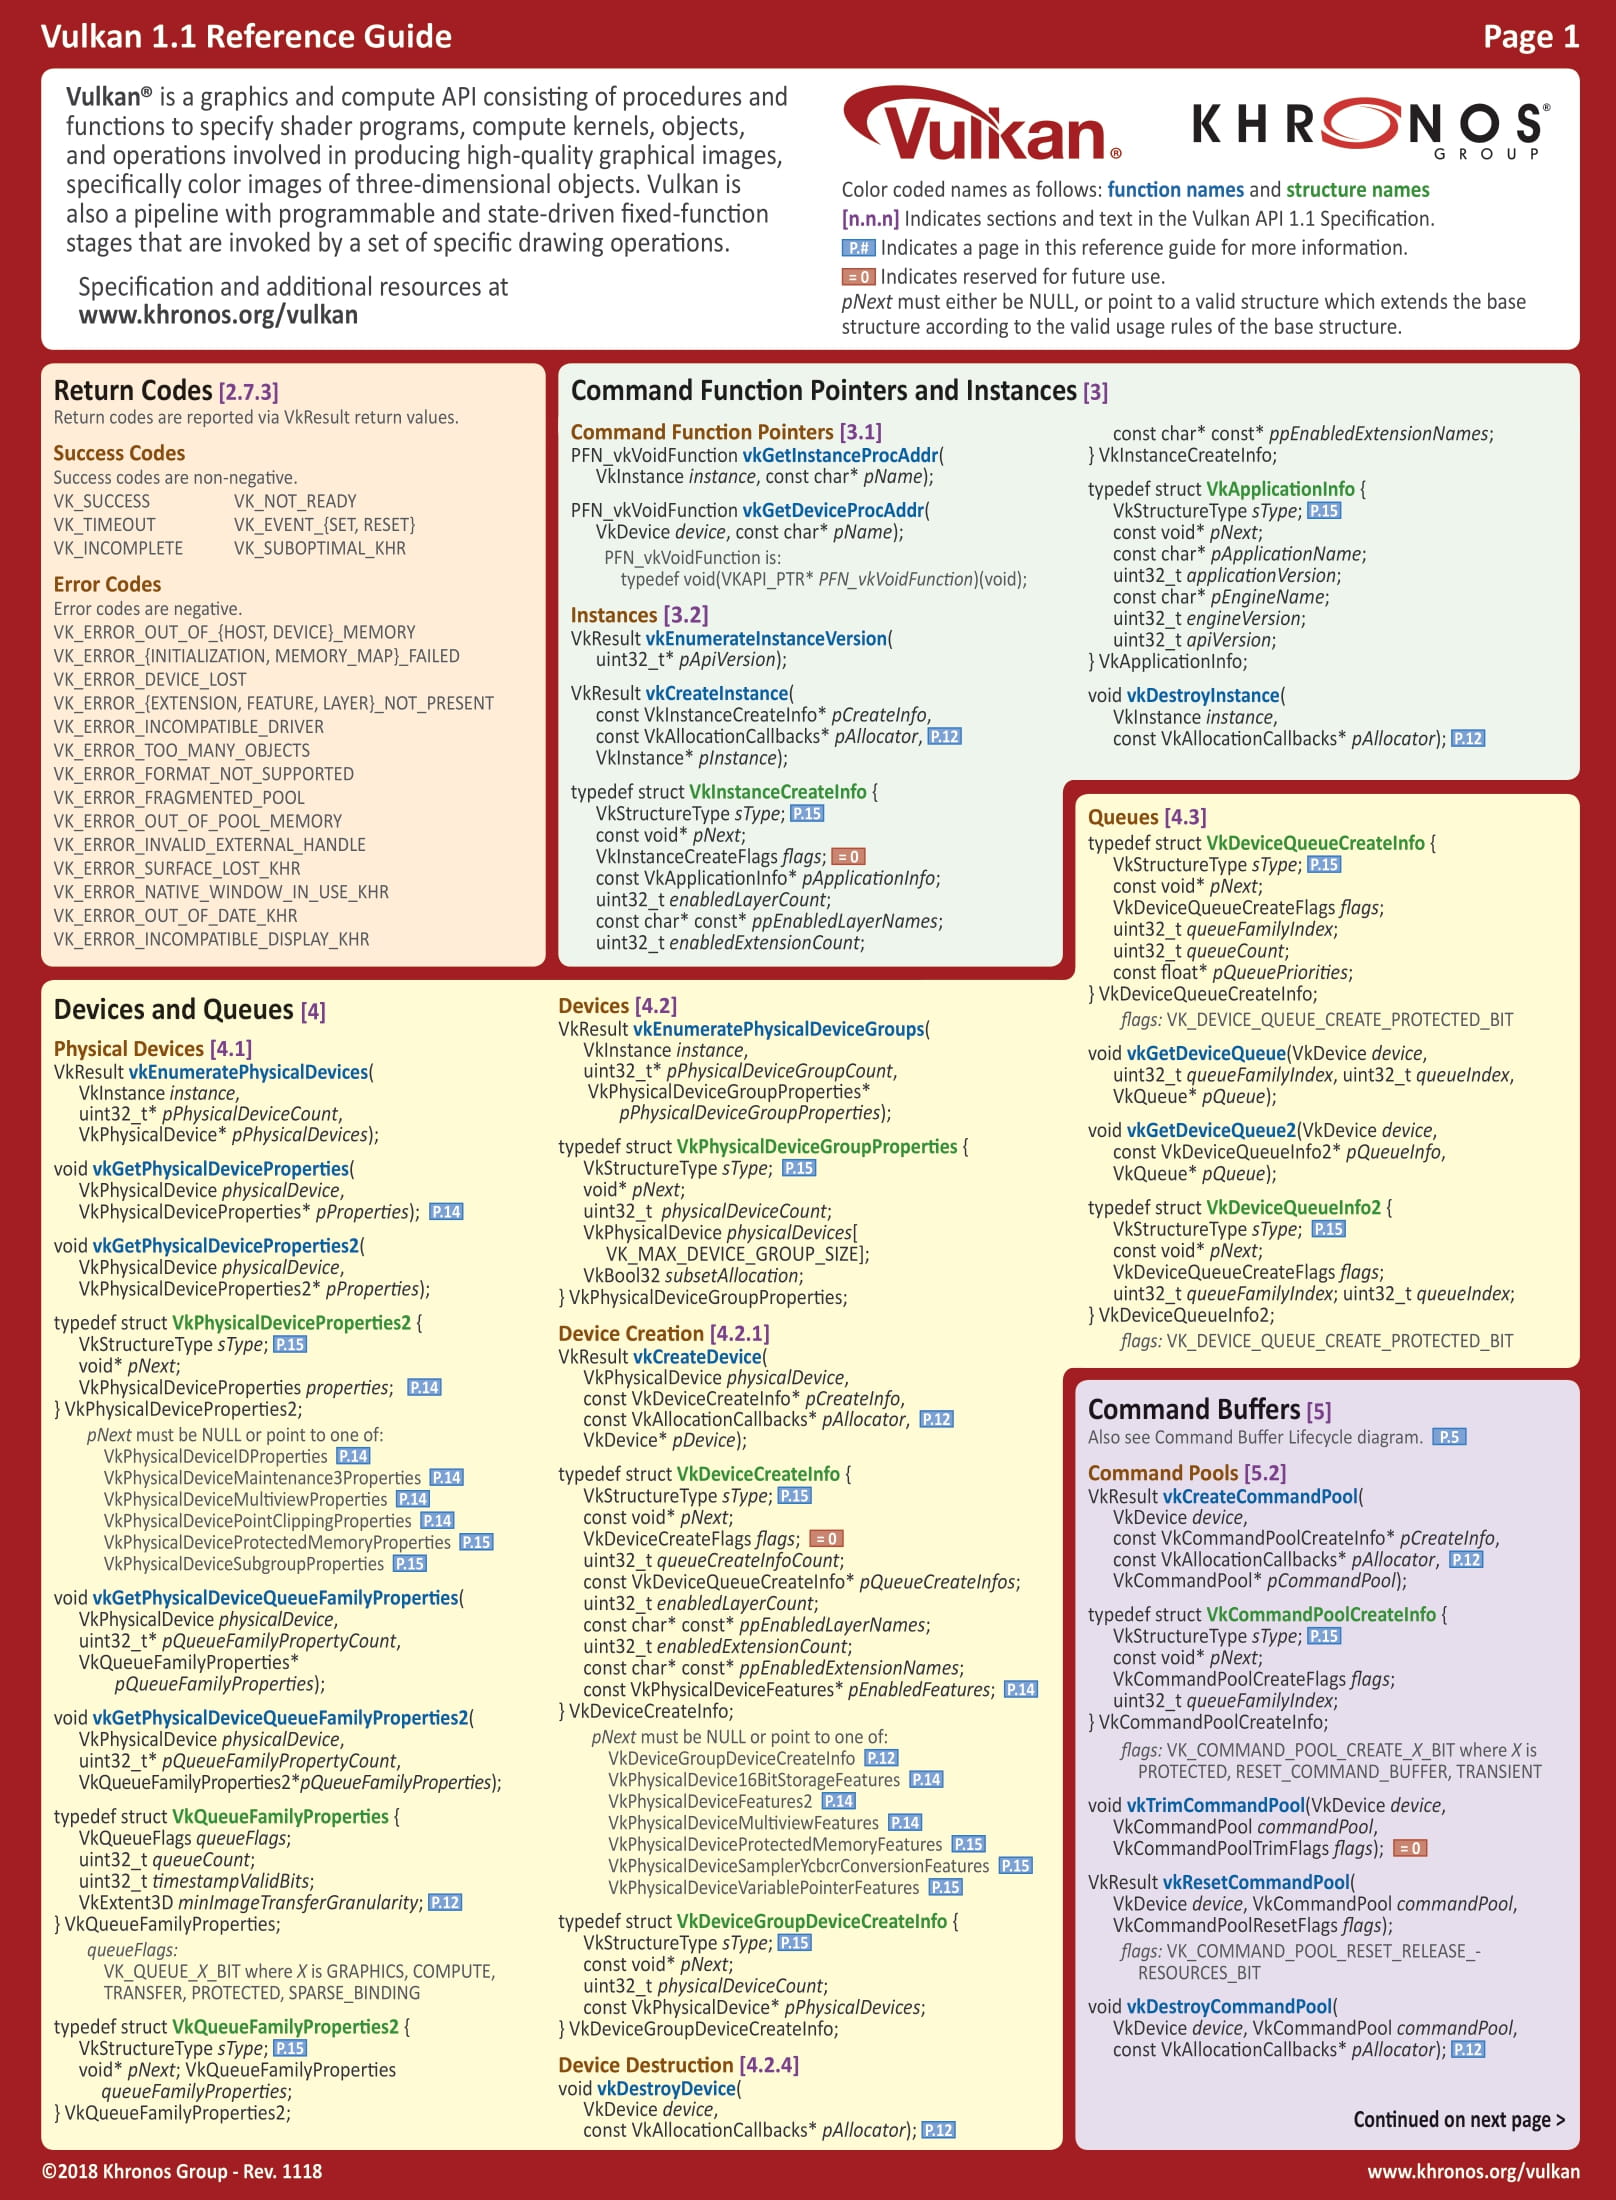 Vulkan 1.1 Reference Guide
Page 1
Vulkan® is a graphics and compute API consisting of procedures and
functions to specify shader programs, compute kernels, objects,
and operations involved in producing high-quality graphical images,
specifically color images of three-dimensional objects. Vulkan is
also a pipeline with programmable and state-driven fixed-function
stages that are invoked by a set of specific drawing operations.
Specification and additional resources at
www.khronos.org/vulkan
Vulkan®
KHRONOS®
GROUP
Color coded names as follows: function names and structure names
[n.n.n] Indicates sections and text in the Vulkan API 1.1 Specification.
P.# Indicates a page in this reference guide for more information.
= 0 Indicates reserved for future use.
pNext must either be NULL, or point to a valid structure which extends the base
structure according to the valid usage rules of the base structure.
Return Codes [2.7.3]
Return codes are reported via VkResult return values.
Success Codes
Success codes are non-negative.
VK_SUCCESS VK_NOT_READY
VK_TIMEOUT VK_EVENT_{SET, RESET}
VK_INCOMPLETE VK_SUBOPTIMAL_KHR
Error Codes
Error codes are negative.
VK_ERROR_OUT_OF_{HOST, DEVICE}_MEMORY
VK_ERROR_{INITIALIZATION, MEMORY_MAP}_FAILED
VK_ERROR_DEVICE_LOST
VK_ERROR_{EXTENSION, FEATURE, LAYER}_NOT_PRESENT
VK_ERROR_INCOMPATIBLE_DRIVER
VK_ERROR_TOO_MANY_OBJECTS
VK_ERROR_FORMAT_NOT_SUPPORTED
VK_ERROR_FRAGMENTED_POOL
VK_ERROR_OUT_OF_POOL_MEMORY
VK_ERROR_INVALID_EXTERNAL_HANDLE
VK_ERROR_SURFACE_LOST_KHR
VK_ERROR_NATIVE_WINDOW_IN_USE_KHR
VK_ERROR_OUT_OF_DATE_KHR
VK_ERROR_INCOMPATIBLE_DISPLAY_KHR
Command Function Pointers and Instances [3]
Command Function Pointers [3.1]
PFN_vkVoidFunction vkGetInstanceProcAddr(
VkInstance instance, const char* pName);
PFN_vkVoidFunction vkGetDeviceProcAddr(
VkDevice device, const char* pName);
PFN_vkVoidFunction is:
typedef void(VKAPI_PTR* PFN_vkVoidFunction)(void);
Instances [3.2]
VkResult vkEnumerateInstanceVersion(
uint32_t* pApiVersion);
VkResult vkCreateInstance(
const VkInstanceCreateInfo* pCreateInfo,
const VkAllocationCallbacks* pAllocator, P.12
VkInstance* pInstance);
typedef struct VkInstanceCreateInfo {
VkStructureType sType; P.15
const void* pNext;
VkInstanceCreateFlags flags; = 0
const VkApplicationInfo* pApplicationInfo;
uint32_t enabledLayerCount;
const char* const* ppEnabledLayerNames;
uint32_t enabledExtensionCount;
const char* const* ppEnabledExtensionNames;
} VkInstanceCreateInfo;
typedef struct VkApplicationInfo {
VkStructureType sType; P.15
const void* pNext;
const char* pApplicationName;
uint32_t applicationVersion;
const char* pEngineName;
uint32_t engineVersion;
uint32_t apiVersion;
} VkApplicationInfo;
void vkDestroyInstance(
VkInstance instance,
const VkAllocationCallbacks* pAllocator); P.12
Devices and Queues [4]
Physical Devices [4.1]
VkResult vkEnumeratePhysicalDevices(
VkInstance instance,
uint32_t* pPhysicalDeviceCount,
VkPhysicalDevice* pPhysicalDevices);
void vkGetPhysicalDeviceProperties(
VkPhysicalDevice physicalDevice,
VkPhysicalDeviceProperties* pProperties); P.14
void vkGetPhysicalDeviceProperties2(
VkPhysicalDevice physicalDevice,
VkPhysicalDeviceProperties2* pProperties);
typedef struct VkPhysicalDeviceProperties2 {
VkStructureType sType; P.15
void* pNext;
VkPhysicalDeviceProperties properties; P.14
} VkPhysicalDeviceProperties2;
pNext must be NULL or point to one of:
VkPhysicalDeviceIDProperties P.14
VkPhysicalDeviceMaintenance3Properties P.14
VkPhysicalDeviceMultiviewProperties P.14
VkPhysicalDevicePointClippingProperties P.14
VkPhysicalDeviceProtectedMemoryProperties P.15
VkPhysicalDeviceSubgroupProperties P.15
void vkGetPhysicalDeviceQueueFamilyProperties(
VkPhysicalDevice physicalDevice,
uint32_t* pQueueFamilyPropertyCount,
VkQueueFamilyProperties*
pQueueFamilyProperties);
void vkGetPhysicalDeviceQueueFamilyProperties2(
VkPhysicalDevice physicalDevice,
uint32_t* pQueueFamilyPropertyCount,
VkQueueFamilyProperties2*pQueueFamilyProperties);
typedef struct VkQueueFamilyProperties {
VkQueueFlags queueFlags;
uint32_t queueCount;
uint32_t timestampValidBits;
VkExtent3D minImageTransferGranularity; P.12
} VkQueueFamilyProperties;
queueFlags:
VK_QUEUE_X_BIT where X is GRAPHICS, COMPUTE,
TRANSFER, PROTECTED, SPARSE_BINDING
typedef struct VkQueueFamilyProperties2 {
VkStructureType sType; P.15
void* pNext; VkQueueFamilyProperties
queueFamilyProperties;
} VkQueueFamilyProperties2;
Devices [4.2]
VkResult vkEnumeratePhysicalDeviceGroups(
VkInstance instance,
uint32_t* pPhysicalDeviceGroupCount,
VkPhysicalDeviceGroupProperties*
pPhysicalDeviceGroupProperties);
typedef struct VkPhysicalDeviceGroupProperties {
VkStructureType sType; P.15
void* pNext;
uint32_t physicalDeviceCount;
VkPhysicalDevice physicalDevices[
VK_MAX_DEVICE_GROUP_SIZE];
VkBool32 subsetAllocation;
} VkPhysicalDeviceGroupProperties;
Device Creation [4.2.1]
VkResult vkCreateDevice(
VkPhysicalDevice physicalDevice,
const VkDeviceCreateInfo* pCreateInfo,
const VkAllocationCallbacks* pAllocator, P.12
VkDevice* pDevice);
typedef struct VkDeviceCreateInfo {
VkStructureType sType; P.15
const void* pNext;
VkDeviceCreateFlags flags; = 0
uint32_t queueCreateInfoCount;
const VkDeviceQueueCreateInfo* pQueueCreateInfos;
uint32_t enabledLayerCount;
const char* const* ppEnabledLayerNames;
uint32_t enabledExtensionCount;
const char* const* ppEnabledExtensionNames;
const VkPhysicalDeviceFeatures* pEnabledFeatures; P.14
} VkDeviceCreateInfo;
pNext must be NULL or point to one of:
VkDeviceGroupDeviceCreateInfo P.12
VkPhysicalDevice16BitStorageFeatures P.14
VkPhysicalDeviceFeatures2 P.14
VkPhysicalDeviceMultiviewFeatures P.14
VkPhysicalDeviceProtectedMemoryFeatures P.15
VkPhysicalDeviceSamplerYcbcrConversionFeatures P.15
VkPhysicalDeviceVariablePointerFeatures P.15
typedef struct VkDeviceGroupDeviceCreateInfo {
VkStructureType sType; P.15
const void* pNext;
uint32_t physicalDeviceCount;
const VkPhysicalDevice* pPhysicalDevices;
} VkDeviceGroupDeviceCreateInfo;
Device Destruction [4.2.4]
void vkDestroyDevice(
VkDevice device,
const VkAllocationCallbacks* pAllocator); P.12
Queues [4.3]
typedef struct VkDeviceQueueCreateInfo {
VkStructureType sType; P.15
const void* pNext;
VkDeviceQueueCreateFlags flags;
uint32_t queueFamilyIndex;
uint32_t queueCount;
const float* pQueuePriorities;
} VkDeviceQueueCreateInfo;
flags: VK_DEVICE_QUEUE_CREATE_PROTECTED_BIT
void vkGetDeviceQueue(VkDevice device,
uint32_t queueFamilyIndex, uint32_t queueIndex,
VkQueue* pQueue);
void vkGetDeviceQueue2(VkDevice device,
const VkDeviceQueueInfo2* pQueueInfo,
VkQueue* pQueue);
typedef struct VkDeviceQueueInfo2 {
VkStructureType sType; P.15
const void* pNext;
VkDeviceQueueCreateFlags flags;
uint32_t queueFamilyIndex; uint32_t queueIndex;
} VkDeviceQueueInfo2;
flags: VK_DEVICE_QUEUE_CREATE_PROTECTED_BIT
Command Buffers [5]
Also see Command Buffer Lifecycle diagram. P.5
Command Pools [5.2]
VkResult vkCreateCommandPool(
VkDevice device,
const VkCommandPoolCreateInfo* pCreateInfo,
const VkAllocationCallbacks* pAllocator, P.12
VkCommandPool* pCommandPool);
typedef struct VkCommandPoolCreateInfo {
VkStructureType sType; P.15
const void* pNext;
VkCommandPoolCreateFlags flags;
uint32_t queueFamilyIndex;
} VkCommandPoolCreateInfo;
flags: VK_COMMAND_POOL_CREATE_X_BIT where X is
PROTECTED, RESET_COMMAND_BUFFER, TRANSIENT
void vkTrimCommandPool(VkDevice device,
VkCommandPool commandPool,
VkCommandPoolTrimFlags flags); = 0
VkResult vkResetCommandPool(
VkDevice device, VkCommandPool commandPool,
VkCommandPoolResetFlags flags);
flags: VK_COMMAND_POOL_RESET_RELEASE_-
RESOURCES_BIT
void vkDestroyCommandPool(
VkDevice device, VkCommandPool commandPool,
const VkAllocationCallbacks* pAllocator); P.12
Continued on next page >
©2018 Khronos Group - Rev. 1118
www.khronos.org/vulkan